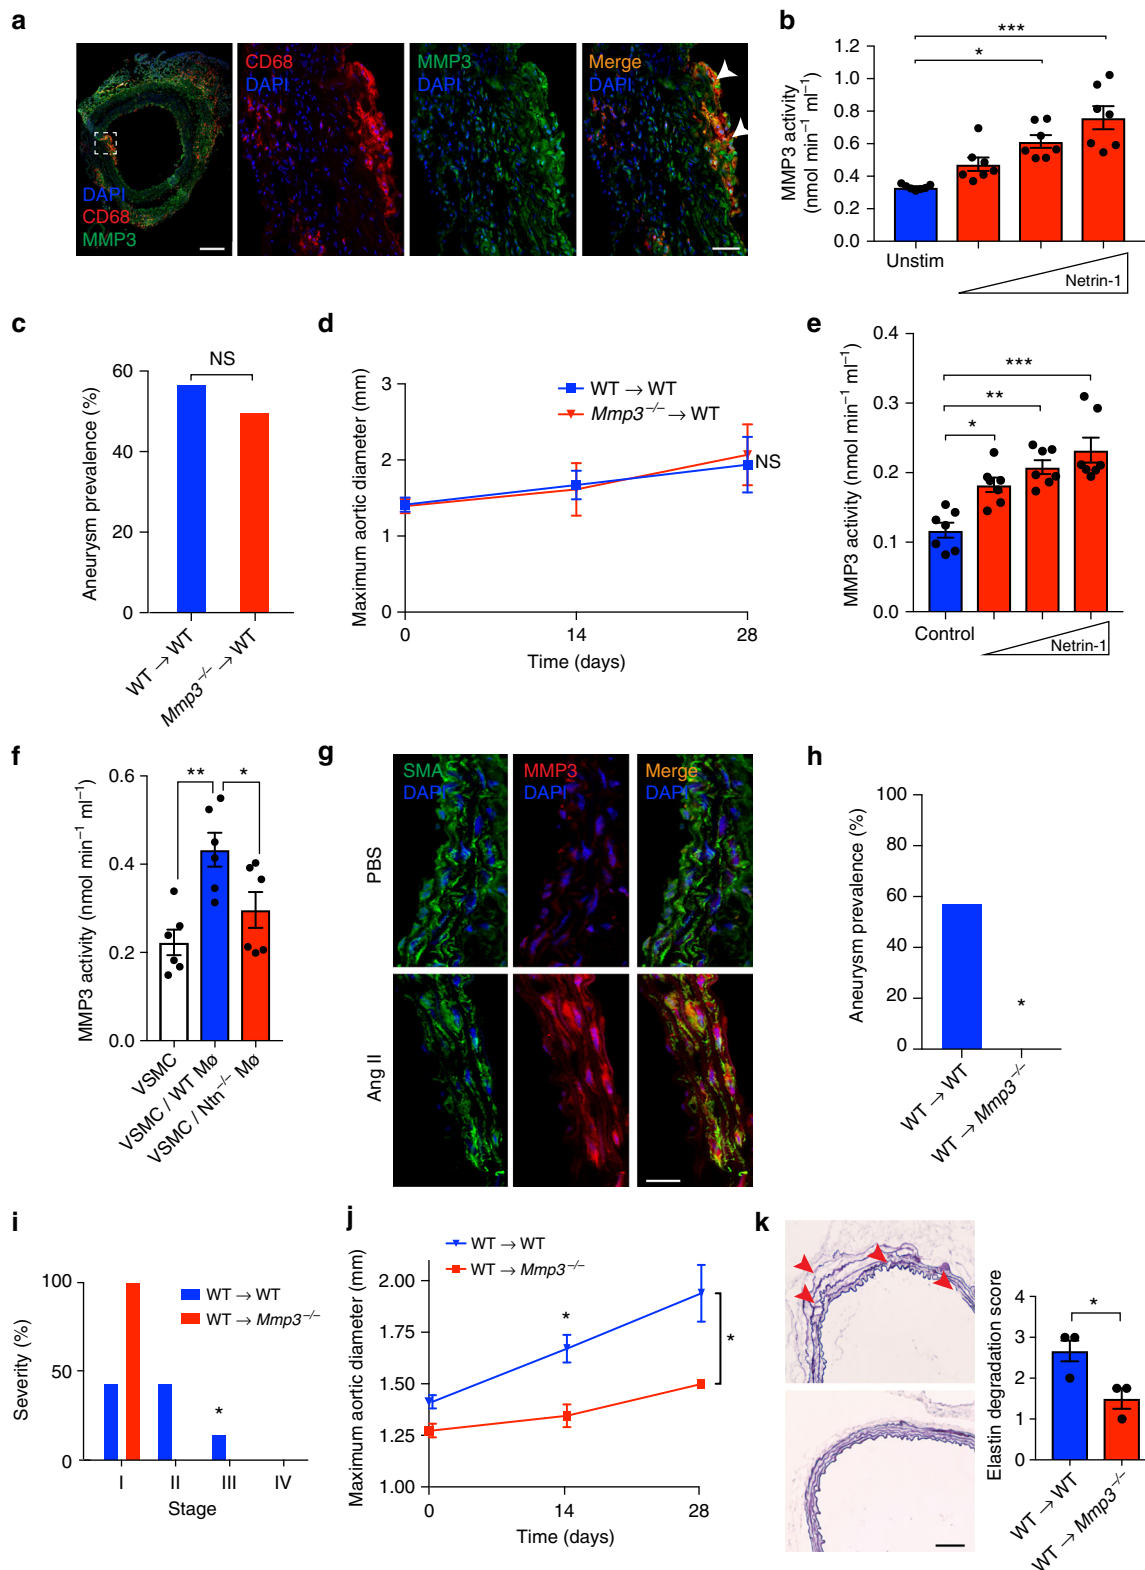 a
CD68
DAPI
MMP3
DAPI
Merge
DAPI
DAPI
CD68
MMP3
b
MMP3 activity
(nmol min⁻¹ ml⁻¹)
1.2
1.0
0.8
0.6
0.4
0.2
0.0
***
*
Unstim
Netrin-1
c
Aneurysm prevalence (%)
60
40
20
0
NS
WT → WT
Mmp3⁻/⁻ → WT
d
Maximum aortic diameter (mm)
3
2
1
0
WT → WT
Mmp3⁻/⁻ → WT
NS
0
14
28
Time (days)
e
MMP3 activity (nmol min⁻¹ ml⁻¹)
0.4
0.3
0.2
0.1
0.0
***
**
*
Control
Netrin-1
f
MMP3 activity (nmol min⁻¹ ml⁻¹)
0.6
0.4
0.2
0.0
**
*
VSMC
VSMC / WT Mø
VSMC / Ntn⁻/⁻ Mø
g
SMA
DAPI
MMP3
DAPI
Merge
DAPI
PBS
Ang II
h
Aneurysm prevalence (%)
100
80
60
40
20
0
*
WT → WT
WT → Mmp3⁻/⁻
i
Severity (%)
100
50
0
WT → WT
WT → Mmp3⁻/⁻
*
I
II
III
IV
Stage
j
Maximum aortic diameter (mm)
2.00
1.75
1.50
1.25
1.00
WT → WT
WT → Mmp3⁻/⁻
*
*
0
14
28
Time (days)
k
Elastin degradation score
4
3
2
1
0
*
WT → WT
WT → Mmp3⁻/⁻